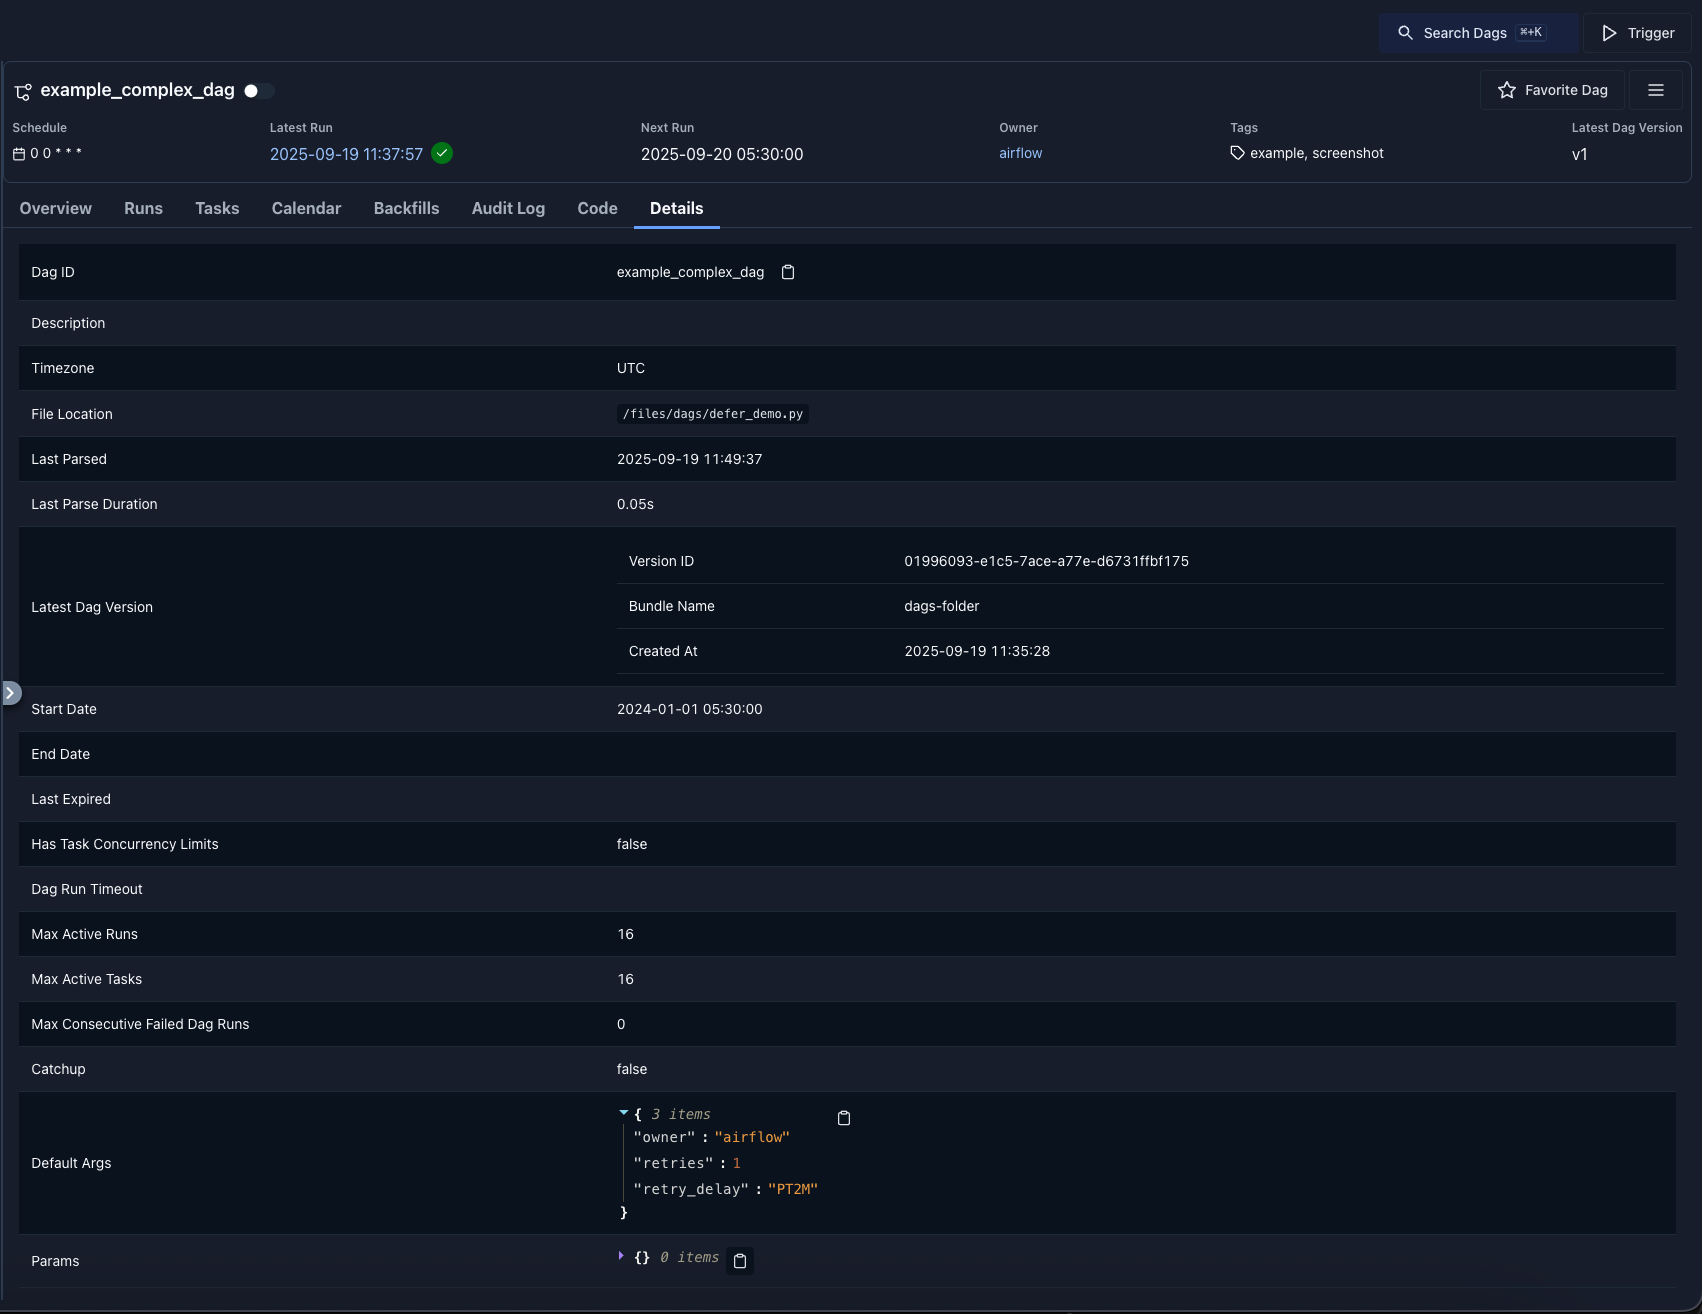 Search Dags ⌘+K
Trigger
example_complex_dag
Favorite Dag
Schedule
Latest Run
Next Run
Owner
Tags
Latest Dag Version
0 0 * * *
2025-09-19 11:37:57
2025-09-20 05:30:00
airflow
example, screenshot
v1
Overview
Runs
Tasks
Calendar
Backfills
Audit Log
Code
Details
Dag ID
example_complex_dag
Description
Timezone
UTC
File Location
/files/dags/defer_demo.py
Last Parsed
2025-09-19 11:49:37
Last Parse Duration
0.05s
Latest Dag Version
Version ID
01996093-e1c5-7ace-a77e-d6731ffbf175
Bundle Name
dags-folder
Created At
2025-09-19 11:35:28
Start Date
2024-01-01 05:30:00
End Date
Last Expired
Has Task Concurrency Limits
false
Dag Run Timeout
Max Active Runs
16
Max Active Tasks
16
Max Consecutive Failed Dag Runs
0
Catchup
false
Default Args
{ 3 items
"owner" : "airflow"
"retries" : 1
"retry_delay" : "PT2M"
}
Params
{} 0 items